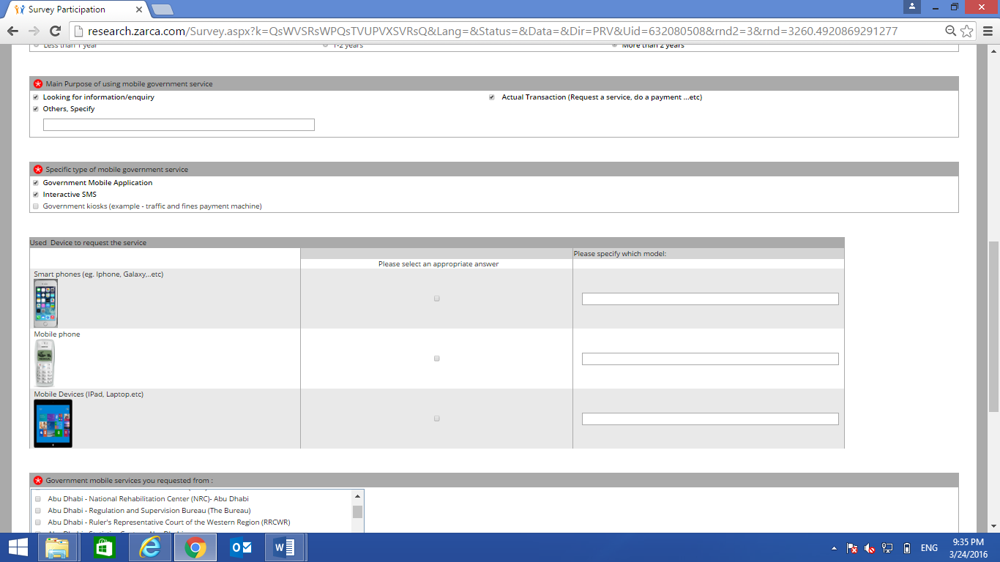 Survey Participation
research.zarca.com/Survey.aspx?k=QsWVSRsWPQsTVUPVXSVRsQ&Lang=&Status=&Data=&Dir=PRV&Uid=632080508&rnd2=3&rnd=3260.4920869291277
Less than 1 year 1-2 years More than 2 years
Main Purpose of using mobile government service
Looking for information/enquiry Actual Transaction (Request a service, do a payment ...etc)
Others, Specify
Specific type of mobile government service
Government Mobile Application
Interactive SMS
Government kiosks (example - traffic and fines payment machine)
Used Device to request the service
Please specify which model:
Please select an appropriate answer
Smart phones (eg. Iphone, Galaxy,..etc)
Mobile phone
Mobile Devices (IPad, Laptop.etc)
Government mobile services you requested from :
Abu Dhabi - National Rehabilitation Center (NRC)- Abu Dhabi
Abu Dhabi - Regulation and Supervision Bureau (The Bureau)
Abu Dhabi - Ruler's Representative Court of the Western Region (RRCWR)
ENG
9:35 PM
3/24/2016